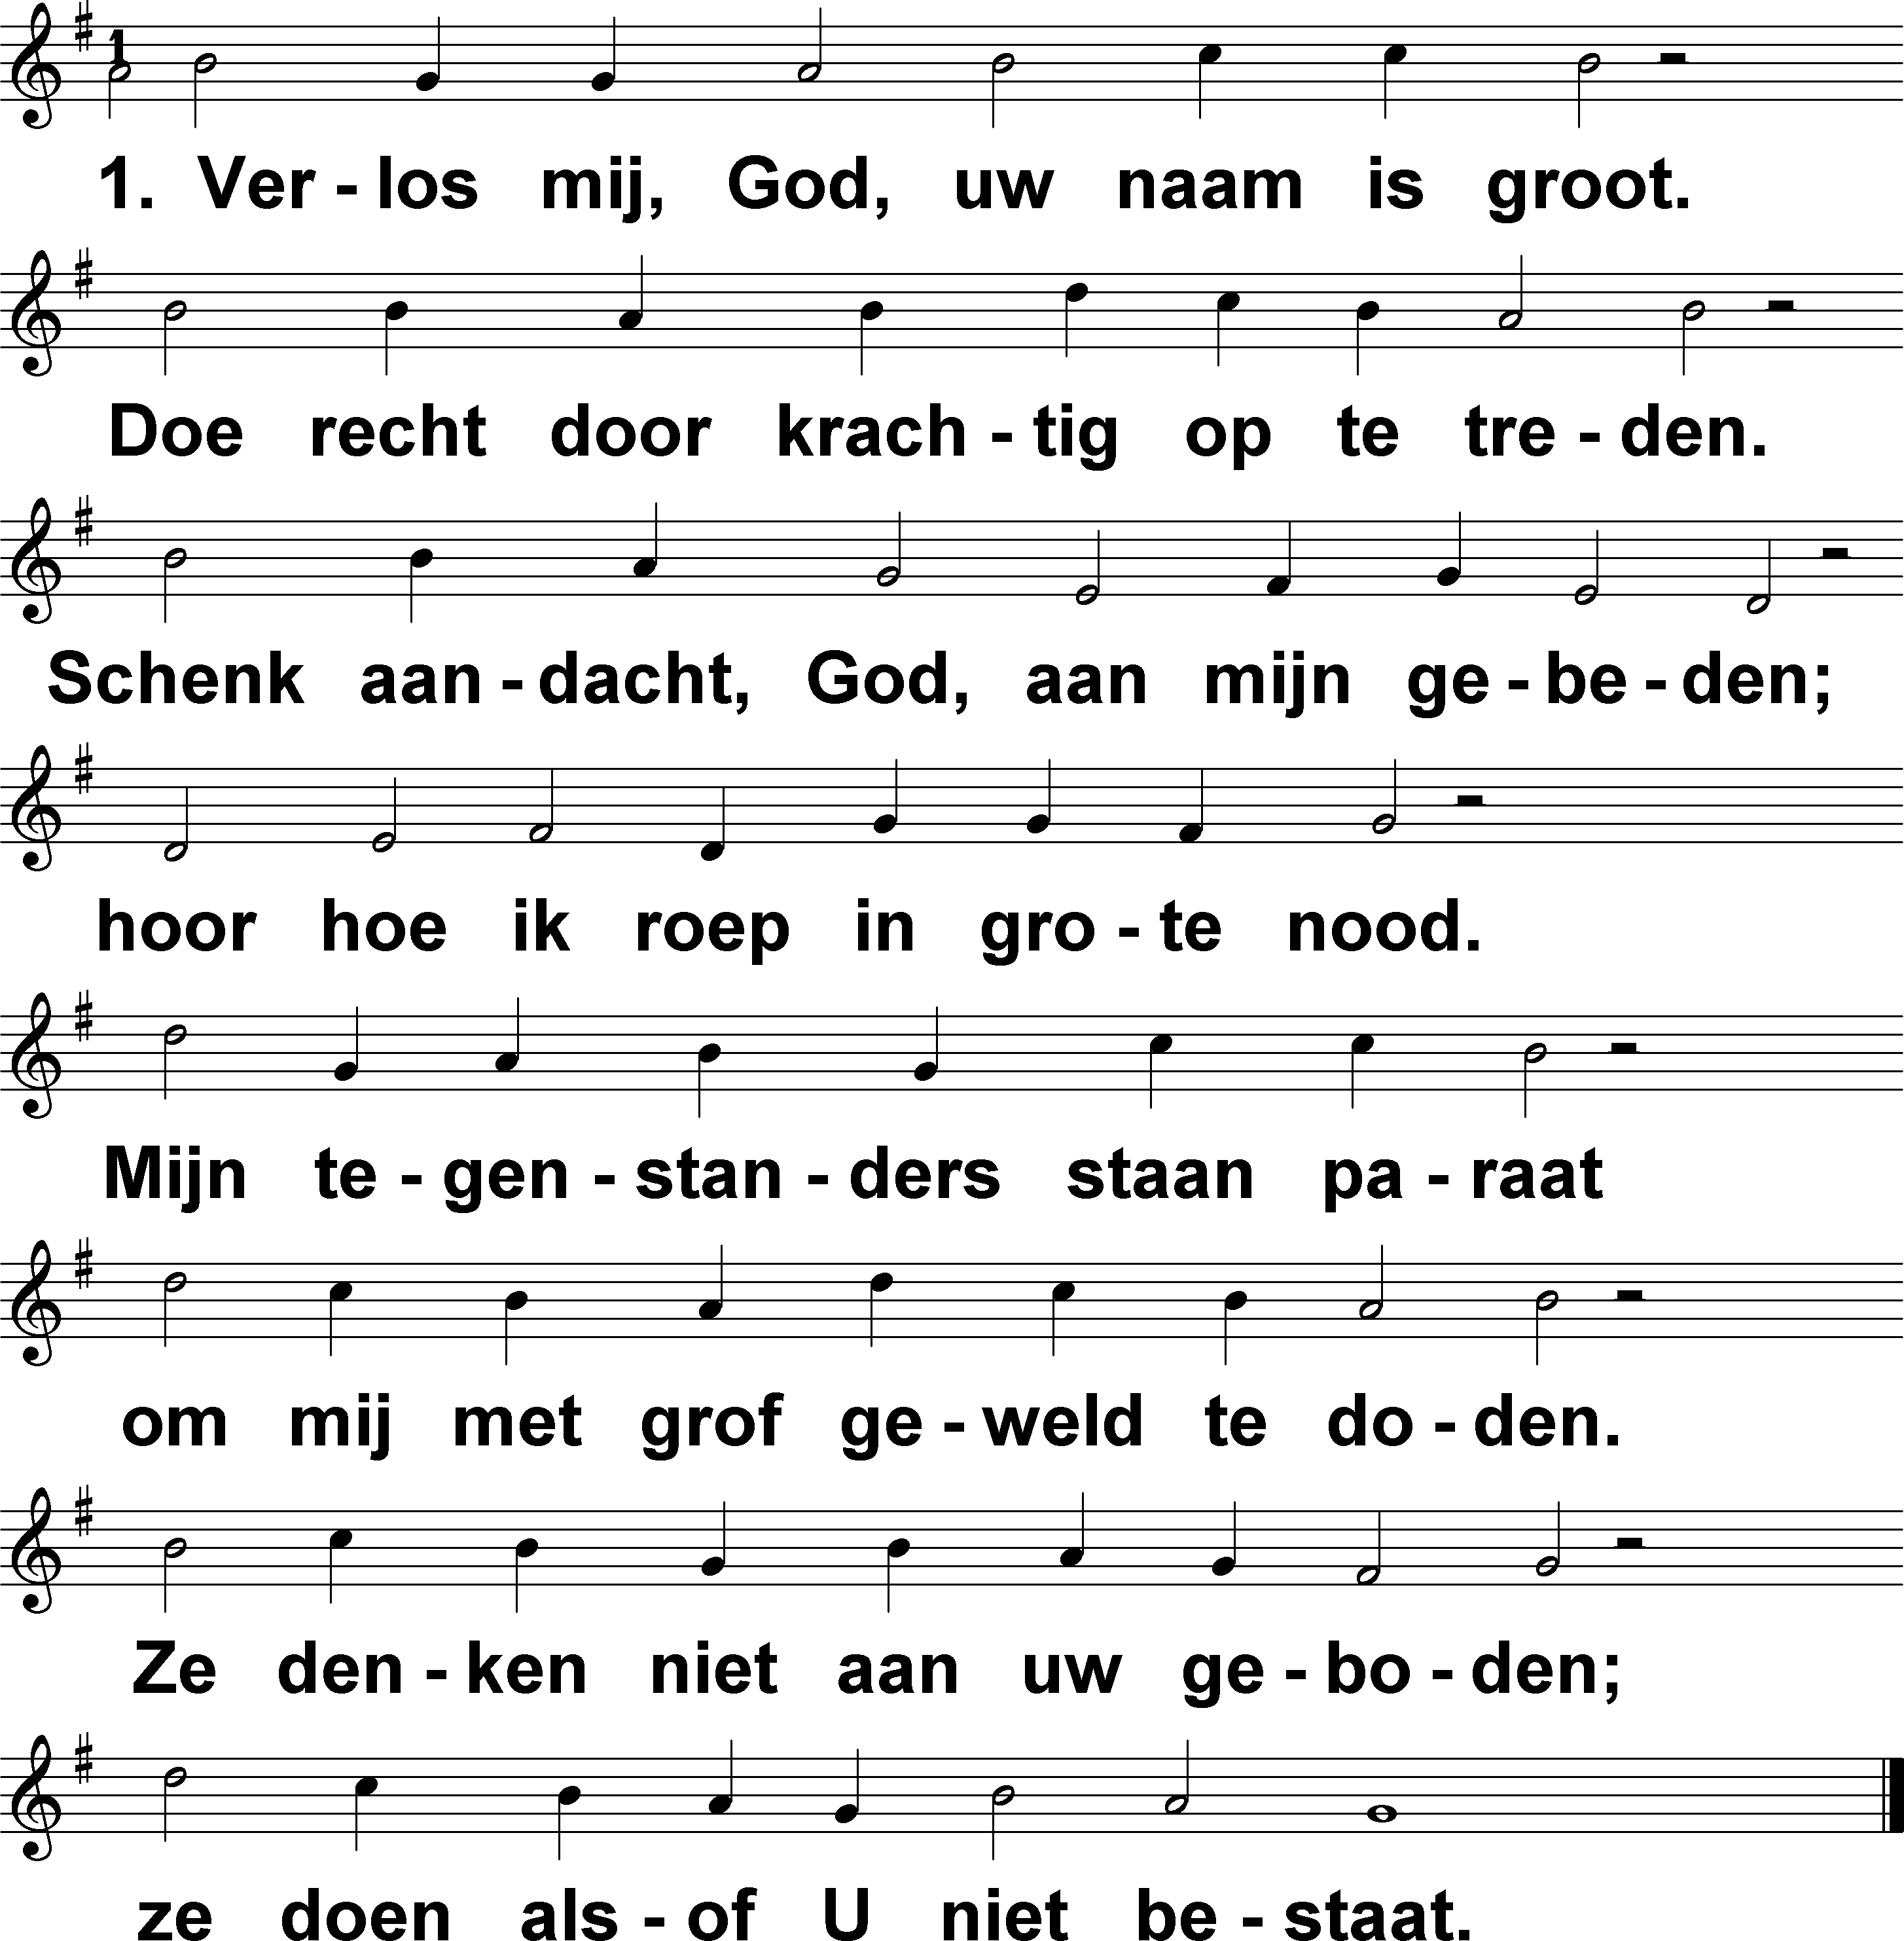 1. Ver - los mij, God, uw naam is groot.
Doe recht door krach - tig op te tre - den.
Schenk aan - dacht, God, aan mijn ge - be - den;
hoor hoe ik roep in gro - te nood.
Mijn te - gen - stan - ders staan pa - raat
om mij met grof ge - weld te do - den.
Ze den - ken niet aan uw ge - bo - den;
ze doen als - of U niet be - staat.